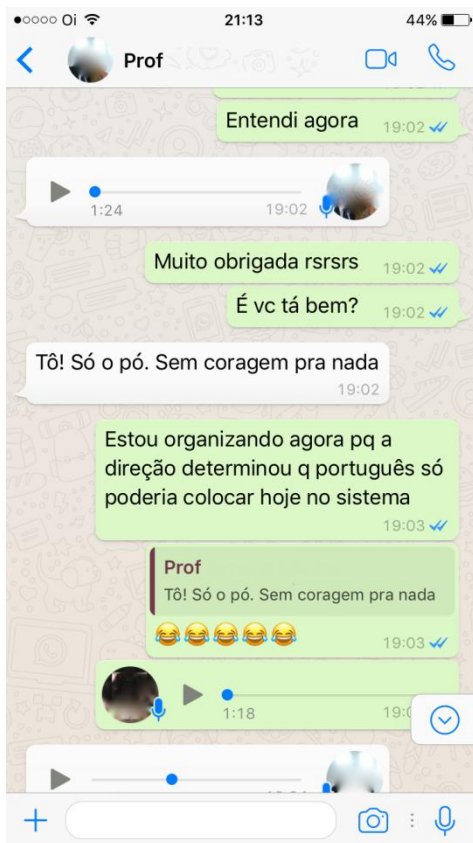 Oi 21:13 44%
Prof
Entendi agora 19:02
1:24 19:02
Muito obrigada rsrsrs 19:02
É vc tá bem? 19:02
Tô! Só o pó. Sem coragem pra nada
19:02
Estou organizando agora pq a
direção determinou q português só
poderia colocar hoje no sistema
19:03
Prof
Tô! Só o pó. Sem coragem pra nada
😂😂😂😂😂 19:03
1:18